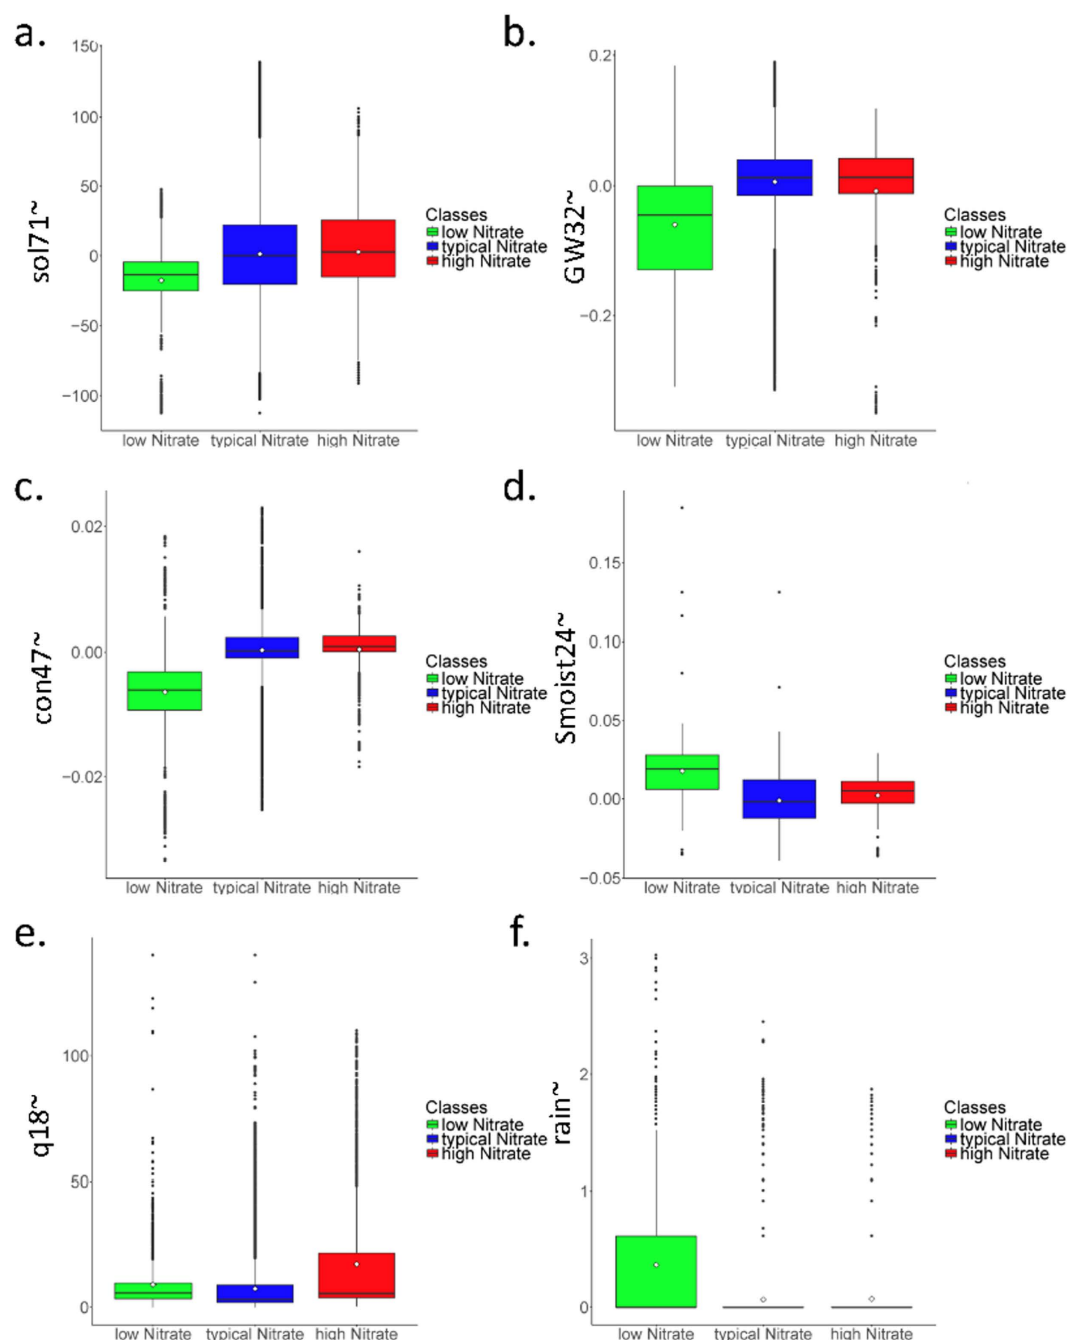 a.
150
100
50
0
−50
−100
sol71~
low Nitrate typical Nitrate high Nitrate
Classes
low Nitrate
typical Nitrate
high Nitrate
b.
0.2
0.0
−0.2
GW32~
low Nitrate typical Nitrate high Nitrate
Classes
low Nitrate
typical Nitrate
high Nitrate
c.
0.02
0.00
−0.02
con47~
low Nitrate typical Nitrate high Nitrate
Classes
low Nitrate
typical Nitrate
high Nitrate
d.
0.15
0.10
0.05
0.00
−0.05
Smoist24~
low Nitrate typical Nitrate high Nitrate
Classes
low Nitrate
typical Nitrate
high Nitrate
e.
100
50
0
q18~
low Nitrate typical Nitrate high Nitrate
Classes
low Nitrate
typical Nitrate
high Nitrate
f.
3
2
1
0
rain~
low Nitrate typical Nitrate high Nitrate
Classes
low Nitrate
typical Nitrate
high Nitrate